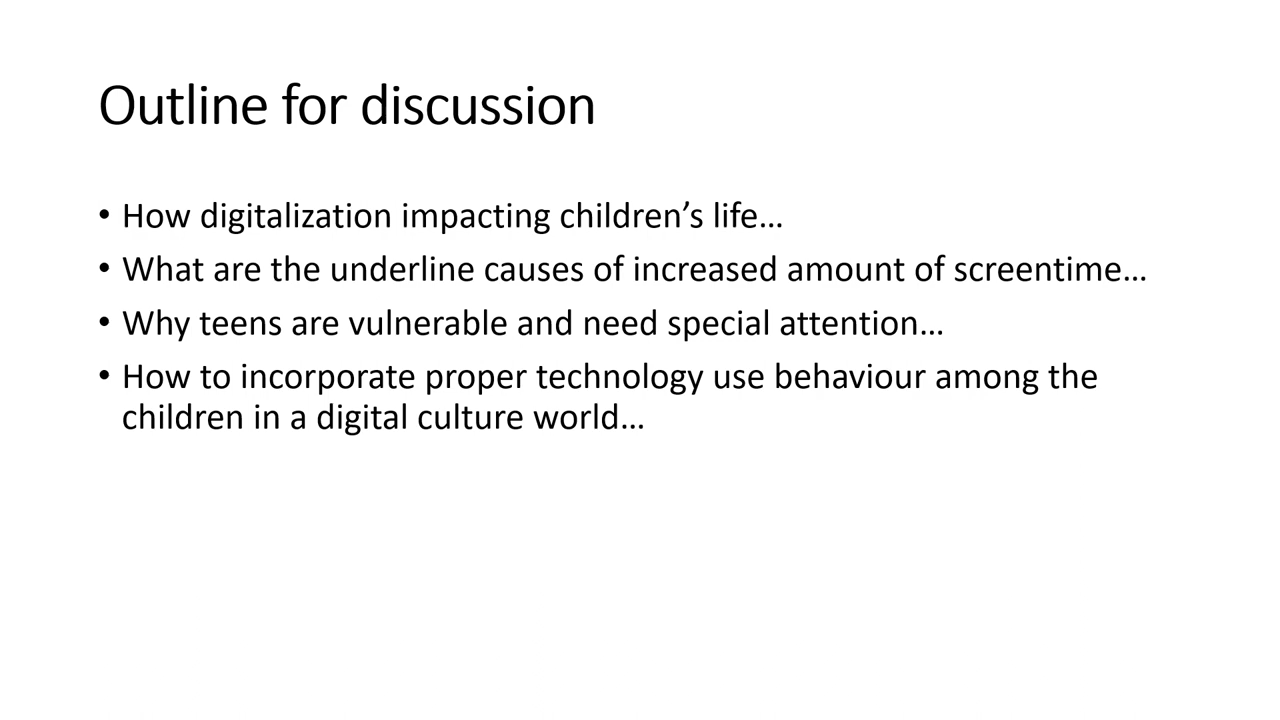 Outline for discussion
• How digitalization impacting children’s life…
• What are the underline causes of increased amount of screentime…
• Why teens are vulnerable and need special attention…
• How to incorporate proper technology use behaviour among the
children in a digital culture world…